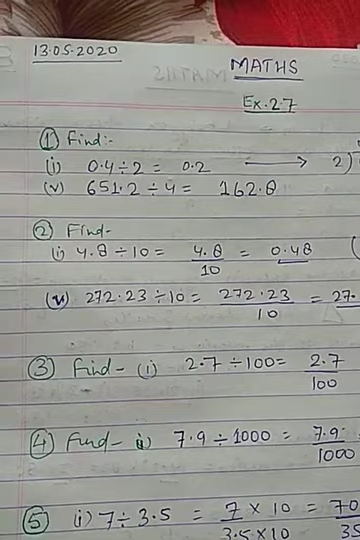 13.05.2020
MATHS
Ex. 2.7
① Find:-
(i) 0.4 ÷ 2 = 0.2 → 2)
(v) 651.2 ÷ 4 = 162.8
② Find-
(i) 4.8 ÷ 10 = 4.8/10 = 0.48
(v) 272.23 ÷ 10 = 272.23/10 = 27.
③ Find- (i) 2.7 ÷ 100 = 2.7/100
④ Find- i) 7.9 ÷ 1000 = 7.9/1000
⑤ (i) 7 ÷ 3.5 = 7 × 10/3.5 × 10 = 70/35